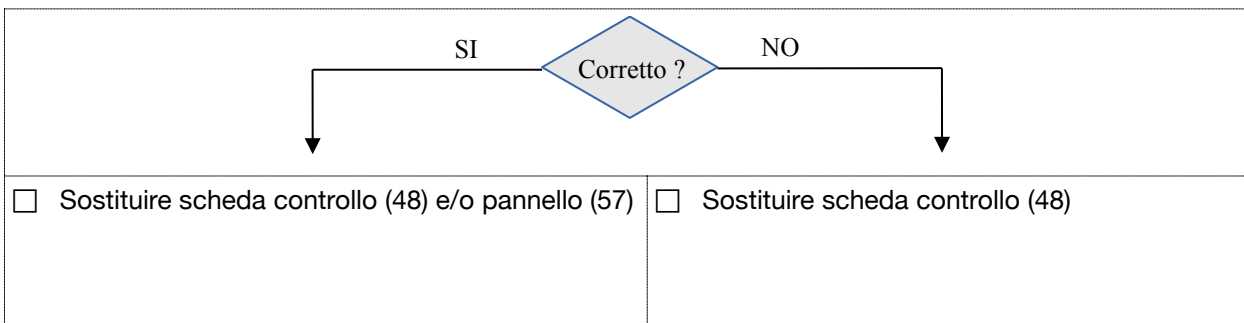 SI
Corretto ?
NO
Sostituire scheda controllo (48) e/o pannello (57)
Sostituire scheda controllo (48)